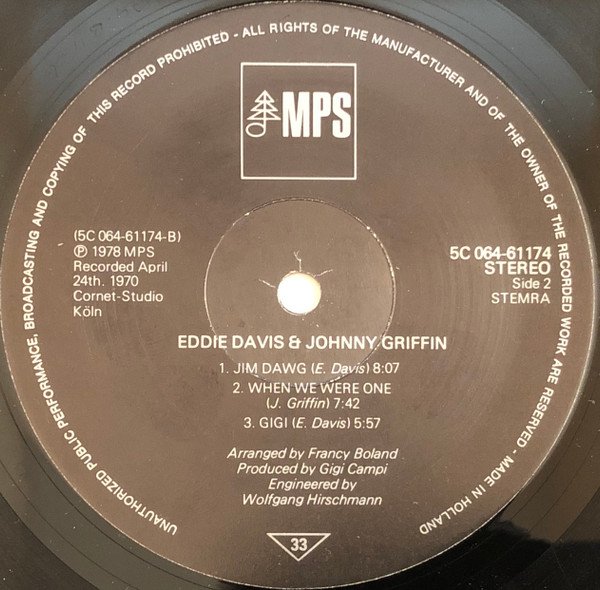 UNAUTHORIZED PUBLIC PERFORMANCE, BROADCASTING AND COPYING OF THIS RECORD PROHIBITED - ALL RIGHTS OF THE MANUFACTURER AND OF THE OWNER OF THE RECORDED WORK ARE RESERVED - MADE IN HOLLAND
MPS
(5C 064-61174-B)
℗ 1978 MPS
Recorded April
24th. 1970
Cornet-Studio
Köln
5C 064-61174
STEREO
Side 2
STEMRA
EDDIE DAVIS & JOHNNY GRIFFIN
1. JIM DAWG (E. Davis) 8:07
2. WHEN WE WERE ONE
(J. Griffin) 7:42
3. GIGI (E. Davis) 5:57
Arranged by Francy Boland
Produced by Gigi Campi
Engineered by
Wolfgang Hirschmann
33